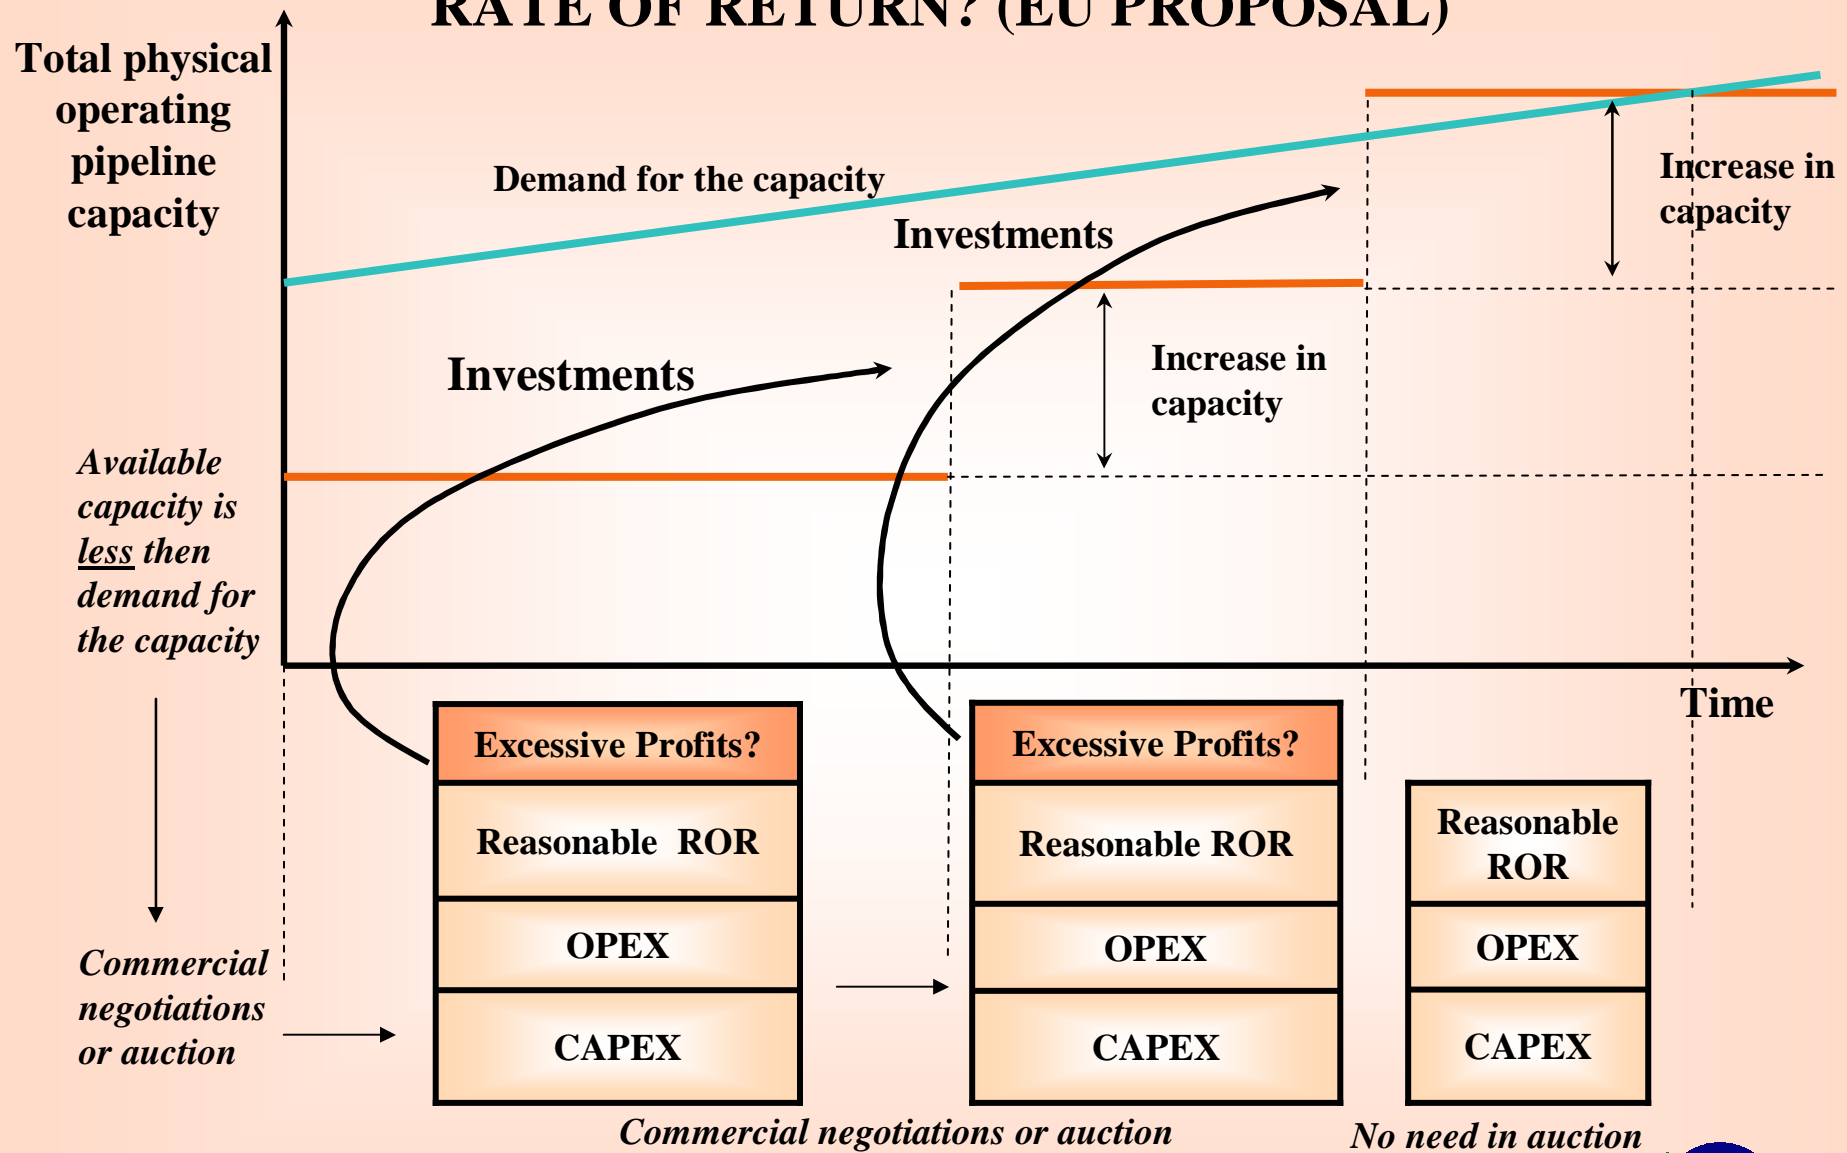 RATE OF RETURN? (EU PROPOSAL)
Total physical
operating
pipeline
capacity
Demand for the capacity
Investments
Increase in
capacity
Investments
Increase in
capacity
Available
capacity is
less then
demand for
the capacity
Time
Commercial
negotiations
or auction
Excessive Profits?
Reasonable ROR
OPEX
CAPEX
Excessive Profits?
Reasonable ROR
OPEX
CAPEX
Reasonable
ROR
OPEX
CAPEX
Commercial negotiations or auction
No need in auction